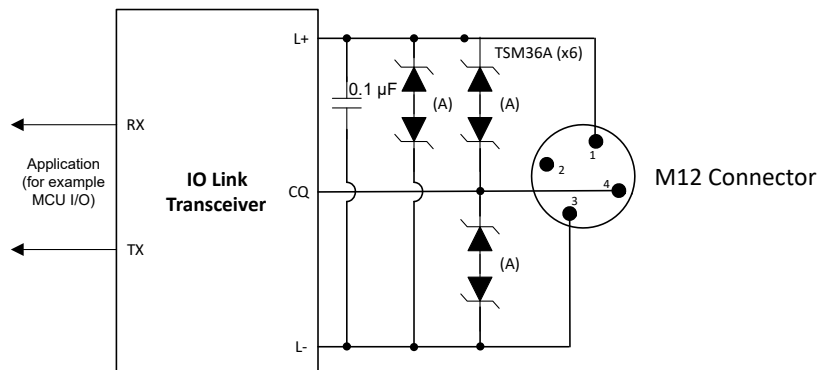 L+
TSM36A (x6)
0.1 µF
(A)
(A)
RX
1
2
Application
(for example
MCU I/O)
IO Link
Transceiver
CQ
M12 Connector
4
3
TX
(A)
L-